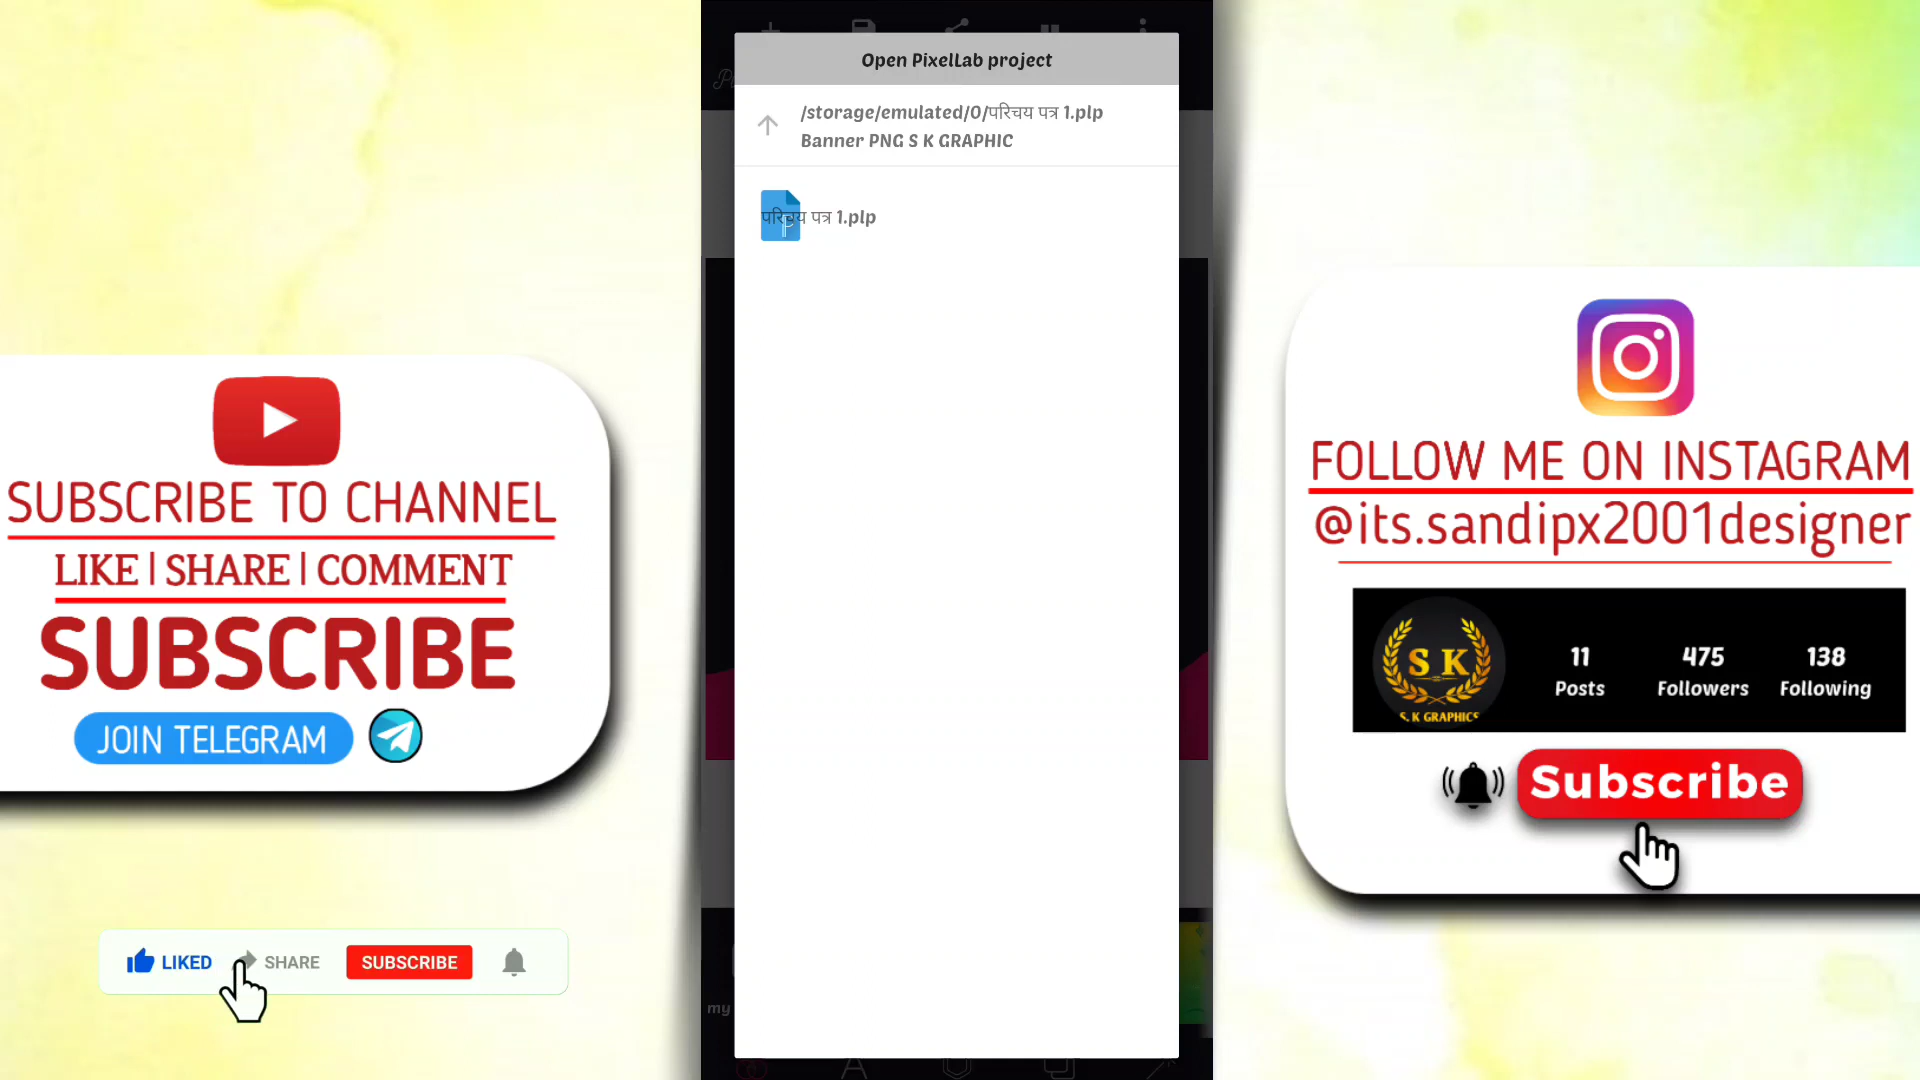 Open PixelLab project
/storage/emulated/0/परिचय पत्र 1.plp
Banner PNG S K GRAPHIC
परिचय पत्र 1.plp
my
SUBSCRIBE TO CHANNEL
LIKE | SHARE | COMMENT
SUBSCRIBE
JOIN TELEGRAM
LIKED SHARE SUBSCRIBE
FOLLOW ME ON INSTAGRAM
@its.sandipx2001designer
S K
S. K GRAPHICS
11 475 138
Posts Followers Following
Subscribe